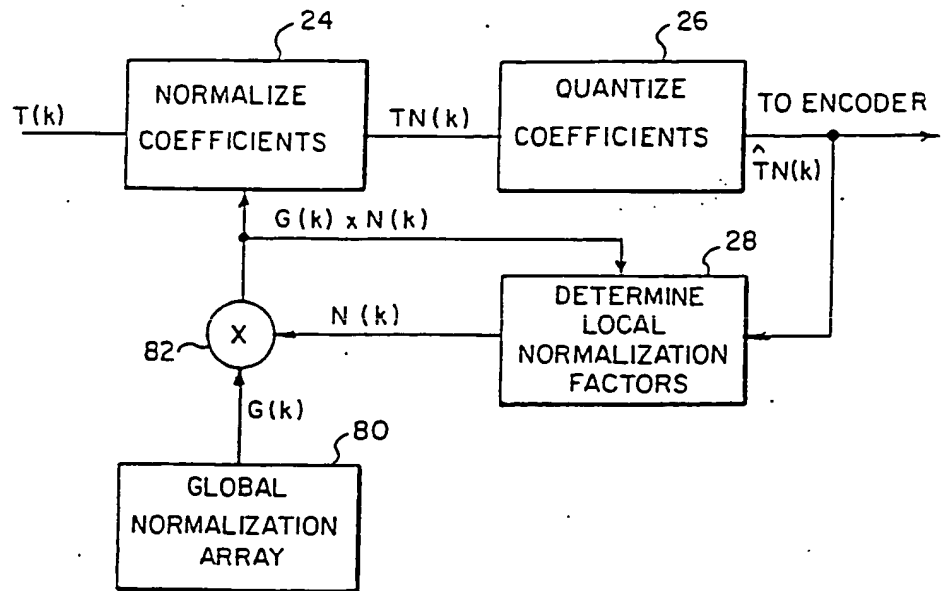 24
26
NORMALIZE
COEFFICIENTS
QUANTIZE
COEFFICIENTS
T(k)
TN(k)
TO ENCODER
T̂N(k)
G(k) x N(k)
28
DETERMINE
LOCAL
NORMALIZATION
FACTORS
N (k)
X
82
G(k)
80
GLOBAL
NORMALIZATION
ARRAY